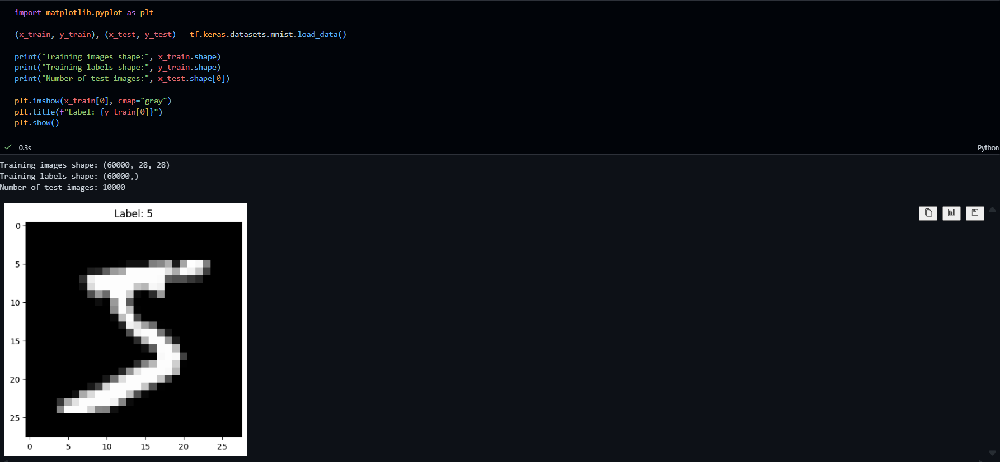 import matplotlib.pyplot as plt
(x_train, y_train), (x_test, y_test) = tf.keras.datasets.mnist.load_data()
print("Training images shape:", x_train.shape)
print("Training labels shape:", y_train.shape)
print("Number of test images:", x_test.shape[0])
plt.imshow(x_train[0], cmap="gray")
plt.title(f"Label: {y_train[0]}")
plt.show()
0.3s
Python
Training images shape: (60000, 28, 28)
Training labels shape: (60000,)
Number of test images: 10000
Label: 5
0
5
10
15
20
25
0 5 10 15 20 25